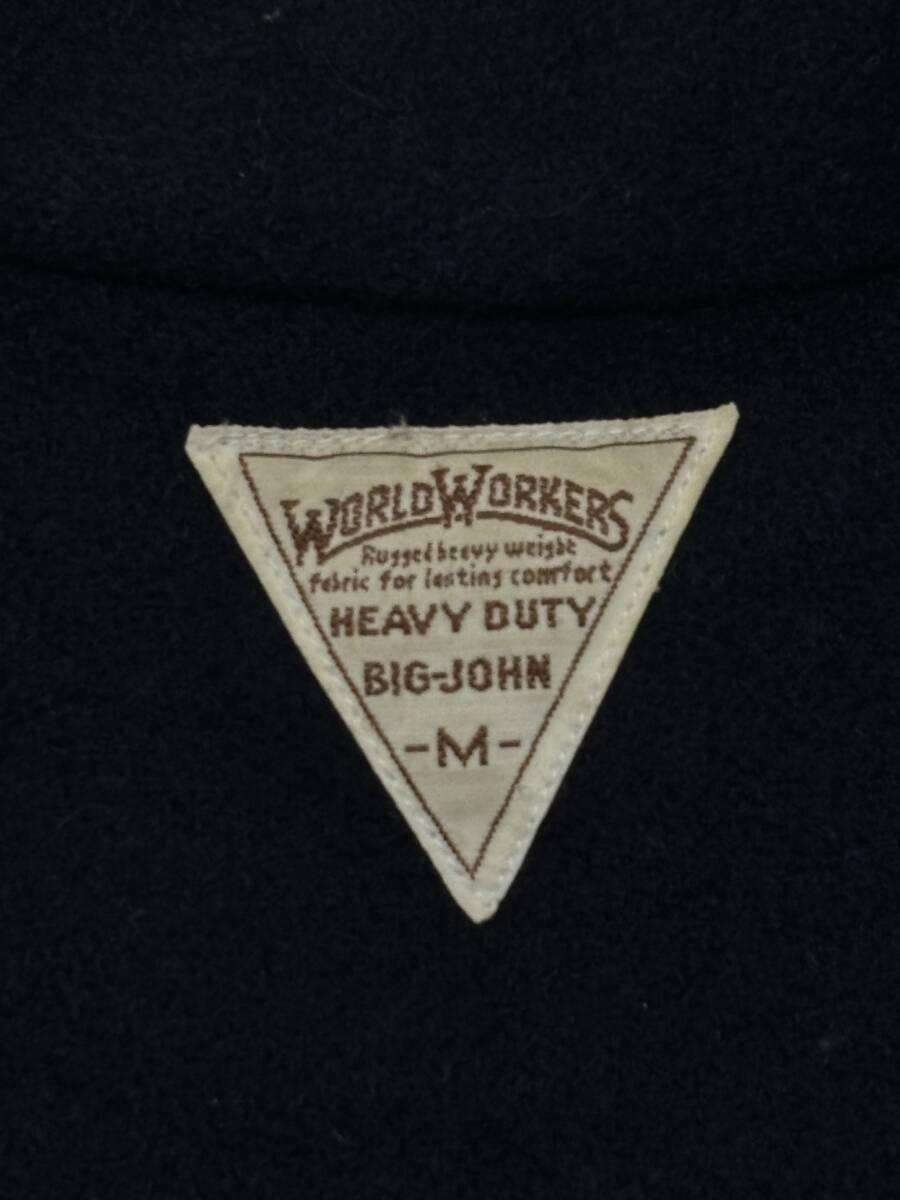 WORLD WORKERS
Rugged heavy weight
fabric for lasting comfort
HEAVY DUTY
BIG-JOHN
-M-